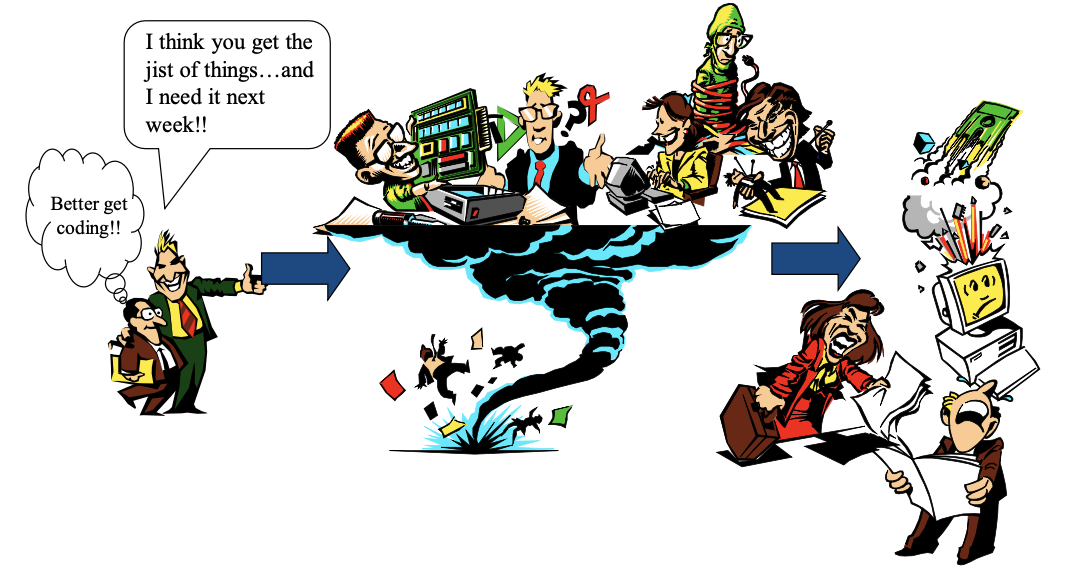 I think you get the
jist of things…and
I need it next
week!!
Better get
coding!!